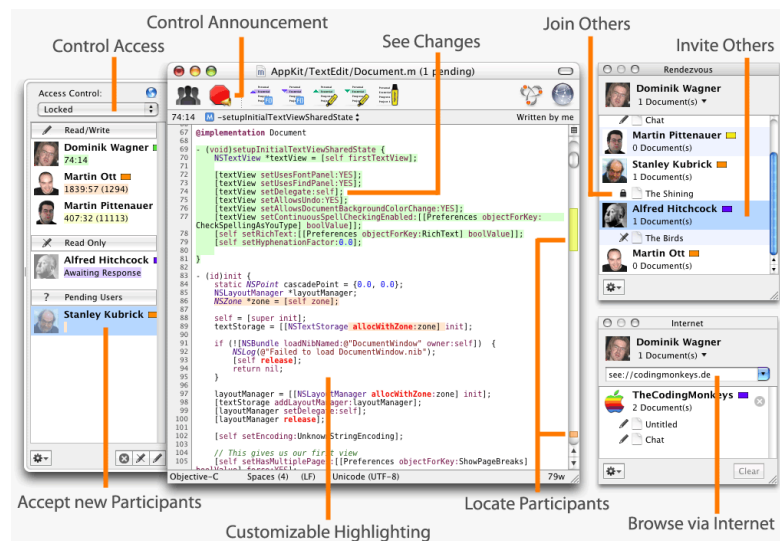 Control Announcement
Join Others
Control Access
See Changes
Invite Others
AppKit/TextEdit/Document.m (1 pending)
Rendezvous
Access Control:
Locked
Dominik Wagner
1 Document(s)
74:14
M ~setupInitialTextViewSharedState
Written by me
Read/Write
Dominik Wagner
74:14
Martin Ott
1839:57 (1294)
Martin Pittenauer
407:32 (11113)
Read Only
Alfred Hitchcock
Awaiting Response
? Pending Users
Stanley Kubrick
67 @implementation Document
68
69 - (void)setupInitialTextViewSharedState {
70 NSTextView *textView = [self firstTextView];
71
72 [textView setUsesFontPanel:YES];
73 [textView setUsesFindPanel:YES];
74 [textView setDelegate:self];
75 [textView setAllowsUndo:YES];
76 [textView setAllowsDocumentBackgroundColorChange:YES];
77 [textView setContinuousSpellCheckingEnabled:[[Preferences objectForKey:
CheckSpellingAsYouType] boolValue]];
78 [self setRichText:[[Preferences objectForKey:RichText] boolValue]];
79 [self setHyphenationFactor:0.0];
80
81 }
82
83 - (id)init {
84 static NSPoint cascadePoint = {0.0, 0.0};
85 NSLayoutManager *layoutManager;
86 NSZone *zone = [self zone];
87
88 self = [super init];
89 textStorage = [[NSTextStorage allocWithZone:zone] init];
90
91 if (![NSBundle loadNibNamed:@"DocumentWindow" owner:self]) {
92 NSLog(@"Failed to load DocumentWindow.nib");
93 [self release];
94 return nil;
95 }
96
97 layoutManager = [[NSLayoutManager allocWithZone:zone] init];
98 [textStorage addLayoutManager:layoutManager];
99 [layoutManager setDelegate:self];
100 [layoutManager release];
101
102 [self setEncoding:UnknownStringEncoding];
103
104 // This gives us our first view
105 [self setHasMultiplePages:[[Preferences objectForKey:ShowPageBreaks]
Objective-C
Spaces (4)
(LF)
Unicode (UTF-8)
79w
Chat
Martin Pittenauer
0 Document(s)
Stanley Kubrick
1 Document(s)
The Shining
Alfred Hitchcock
1 Document(s)
The Birds
Martin Ott
0 Document(s)
Internet
Dominik Wagner
1 Document(s)
see://codingmonkeys.de
TheCodingMonkeys
2 Document(s)
Untitled
Chat
Clear
Accept new Participants
Locate Participants
Customizable Highlighting
Browse via Internet